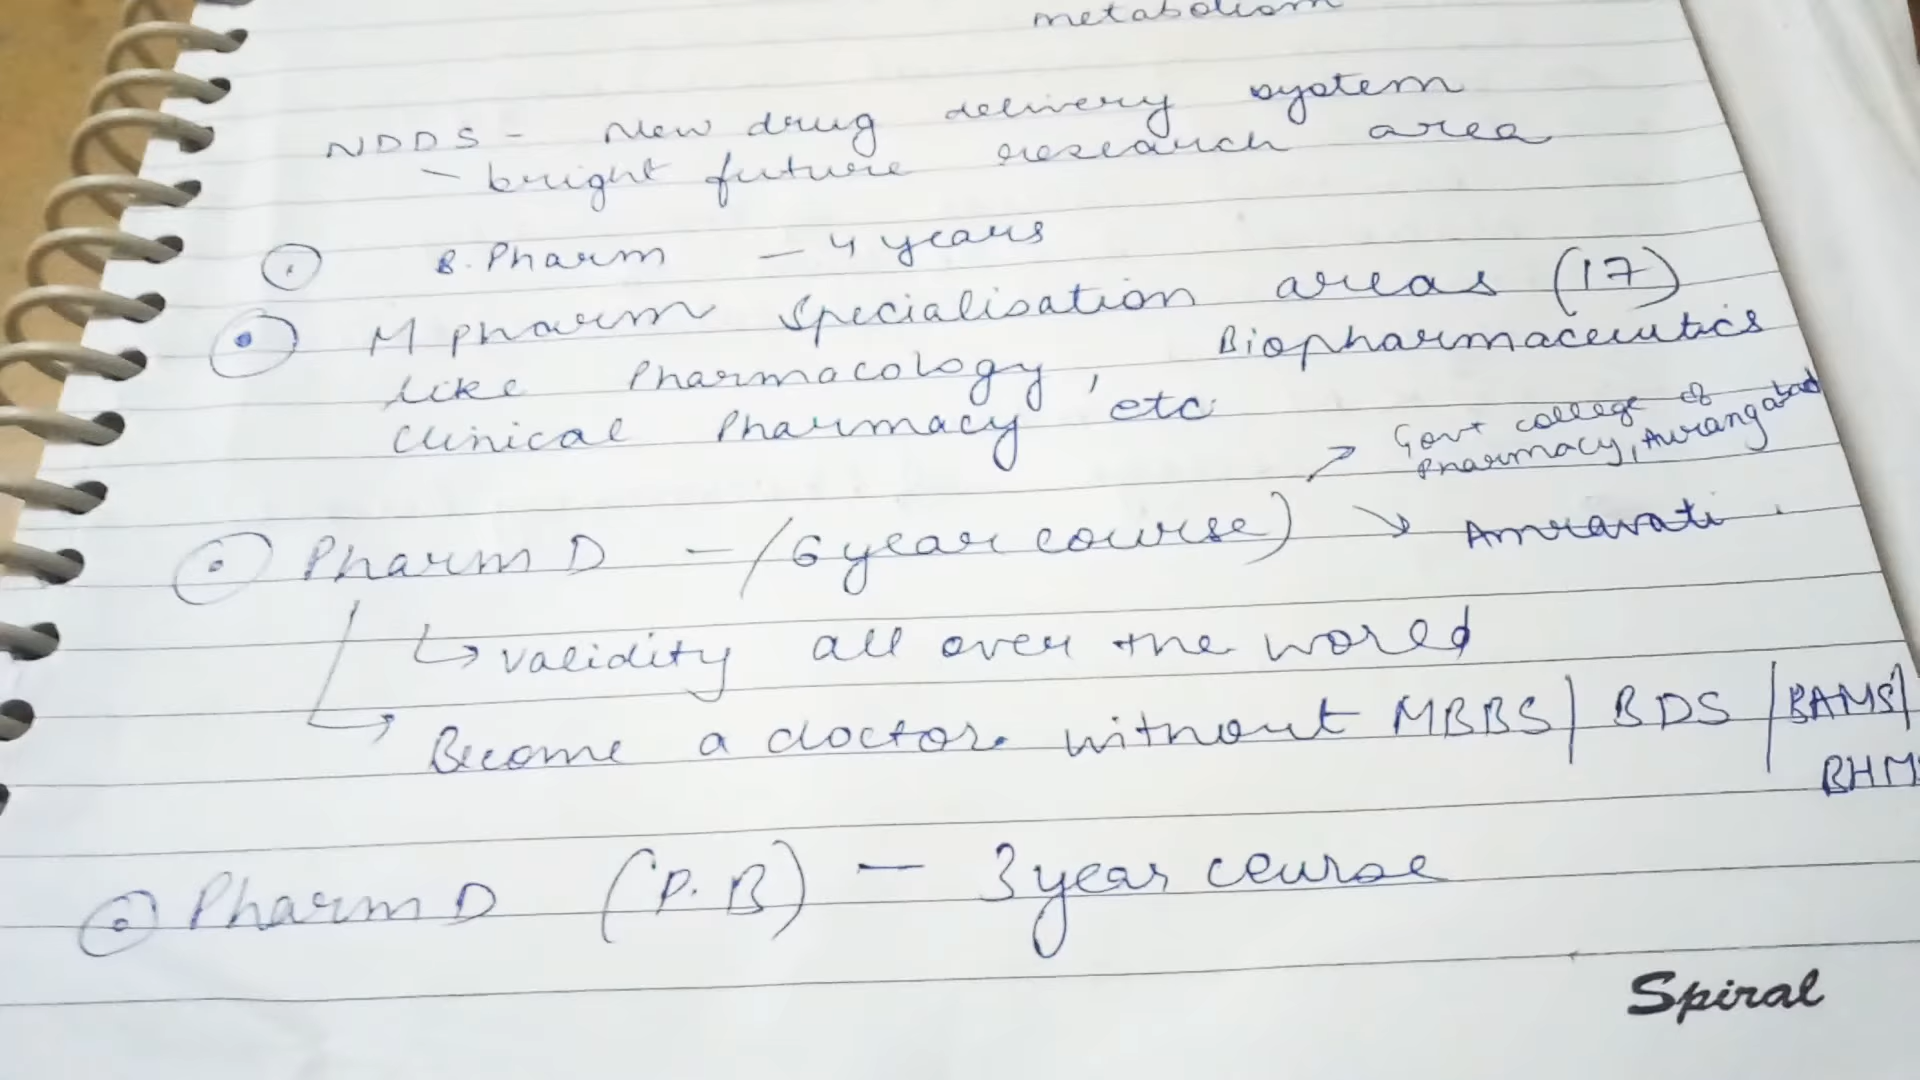 metabolism
NDDS - New drug delivery system
- bright future research area
B. Pharm - 4 years
M pharm specialisation areas (17)
like Pharmacology, Biopharmaceutics
Clinical Pharmacy, etc
Govt college of
Pharmacy, Aurangabad
Pharm D - (6 year course)
Amravati
validity all over the world
Become a doctor without MBBS/ BDS /BAMS/
BHMS
Pharm D (P.B) - 3 year course
Spiral